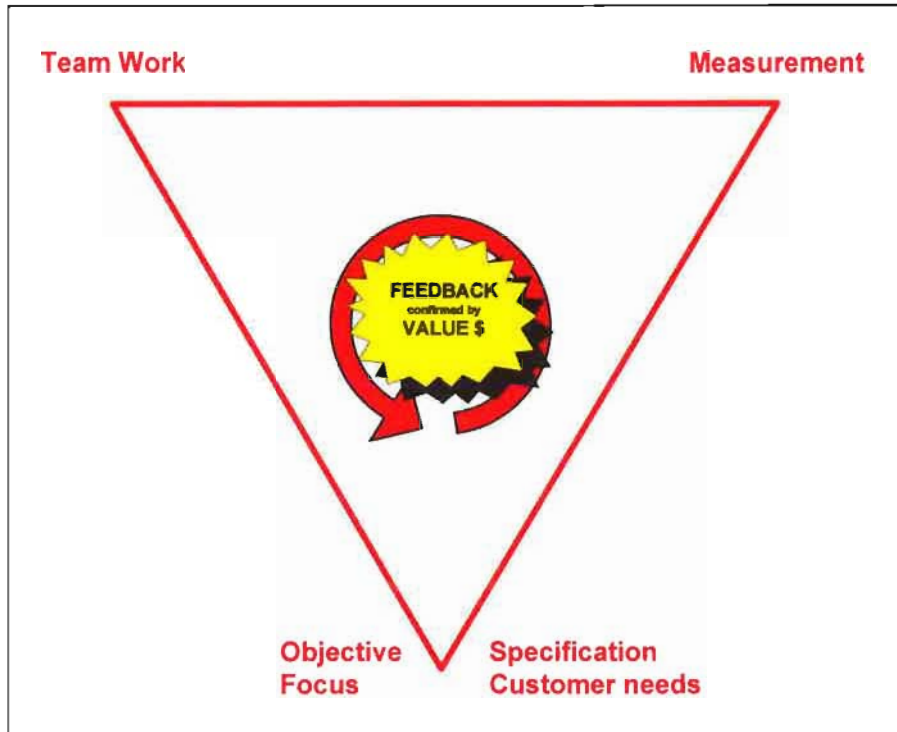 Team Work
Measurement
FEEDBACK
confirmed by
VALUE $
Objective
Focus
Specification
Customer needs